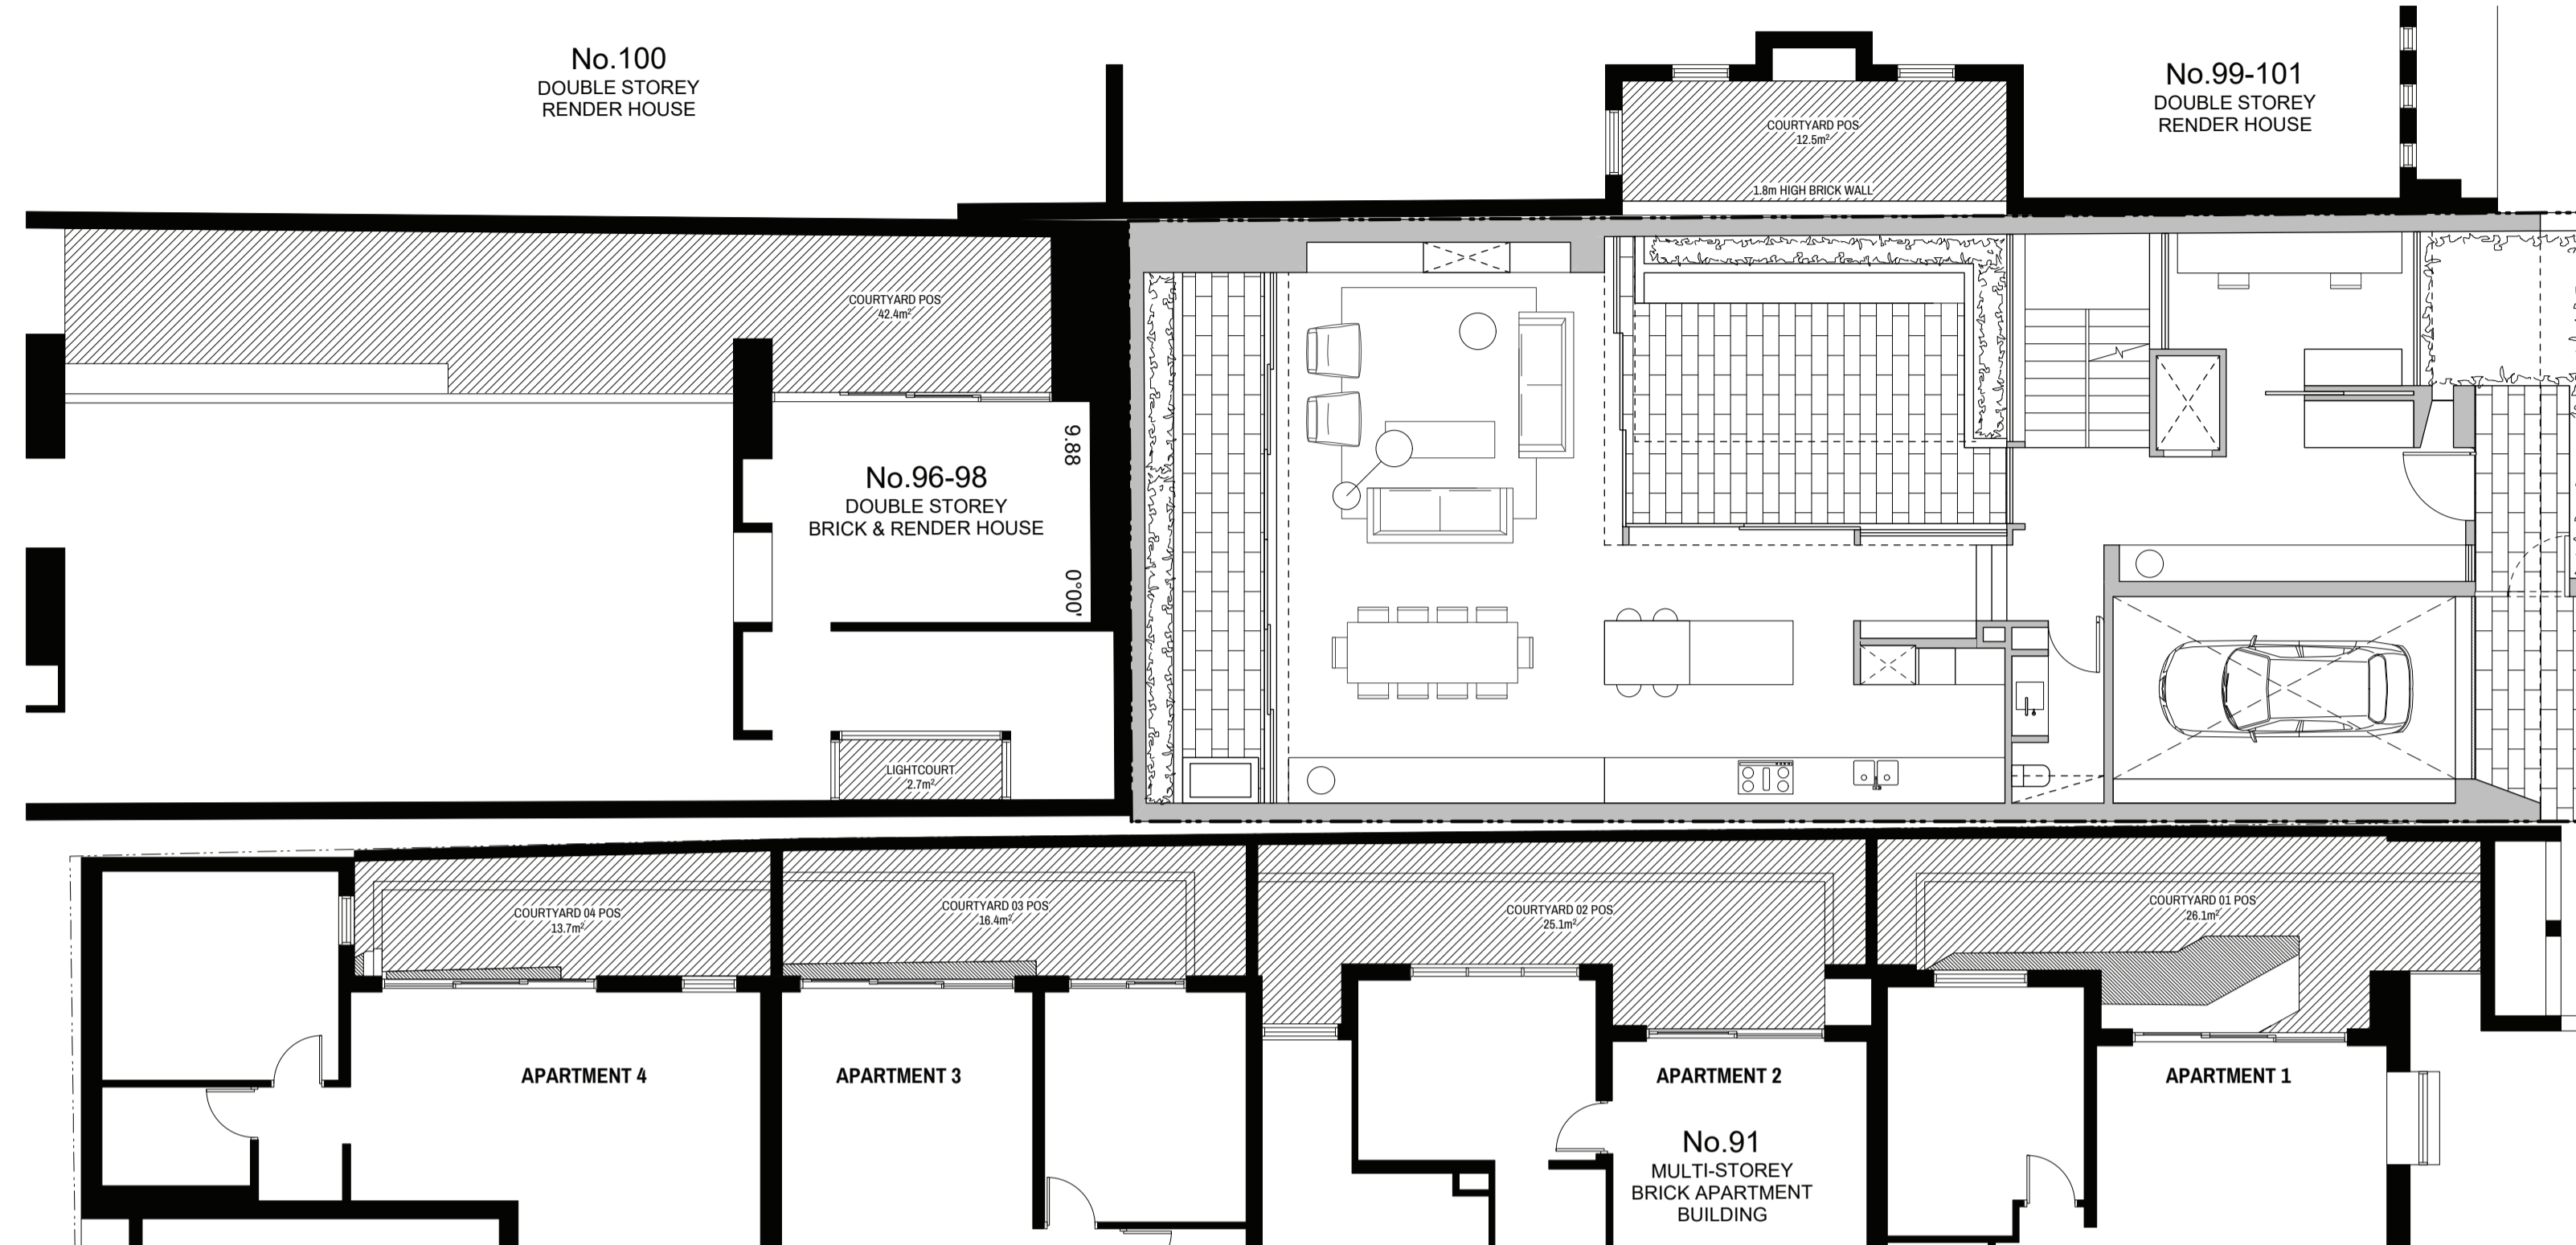 No.100
DOUBLE STOREY
RENDER HOUSE
No.99-101
DOUBLE STOREY
RENDER HOUSE
COURTYARD POS
12.5m²
1.8m HIGH BRICK WALL
COURTYARD POS
42.4m²
9.88
0°00'
No.96-98
DOUBLE STOREY
BRICK & RENDER HOUSE
LIGHTCOURT
2.7m²
COURTYARD 04 POS
13.7m²
COURTYARD 03 POS
16.4m²
COURTYARD 02 POS
25.1m²
COURTYARD 01 POS
26.1m²
APARTMENT 4
APARTMENT 3
APARTMENT 2
APARTMENT 1
No.91
MULTI-STOREY
BRICK APARTMENT
BUILDING